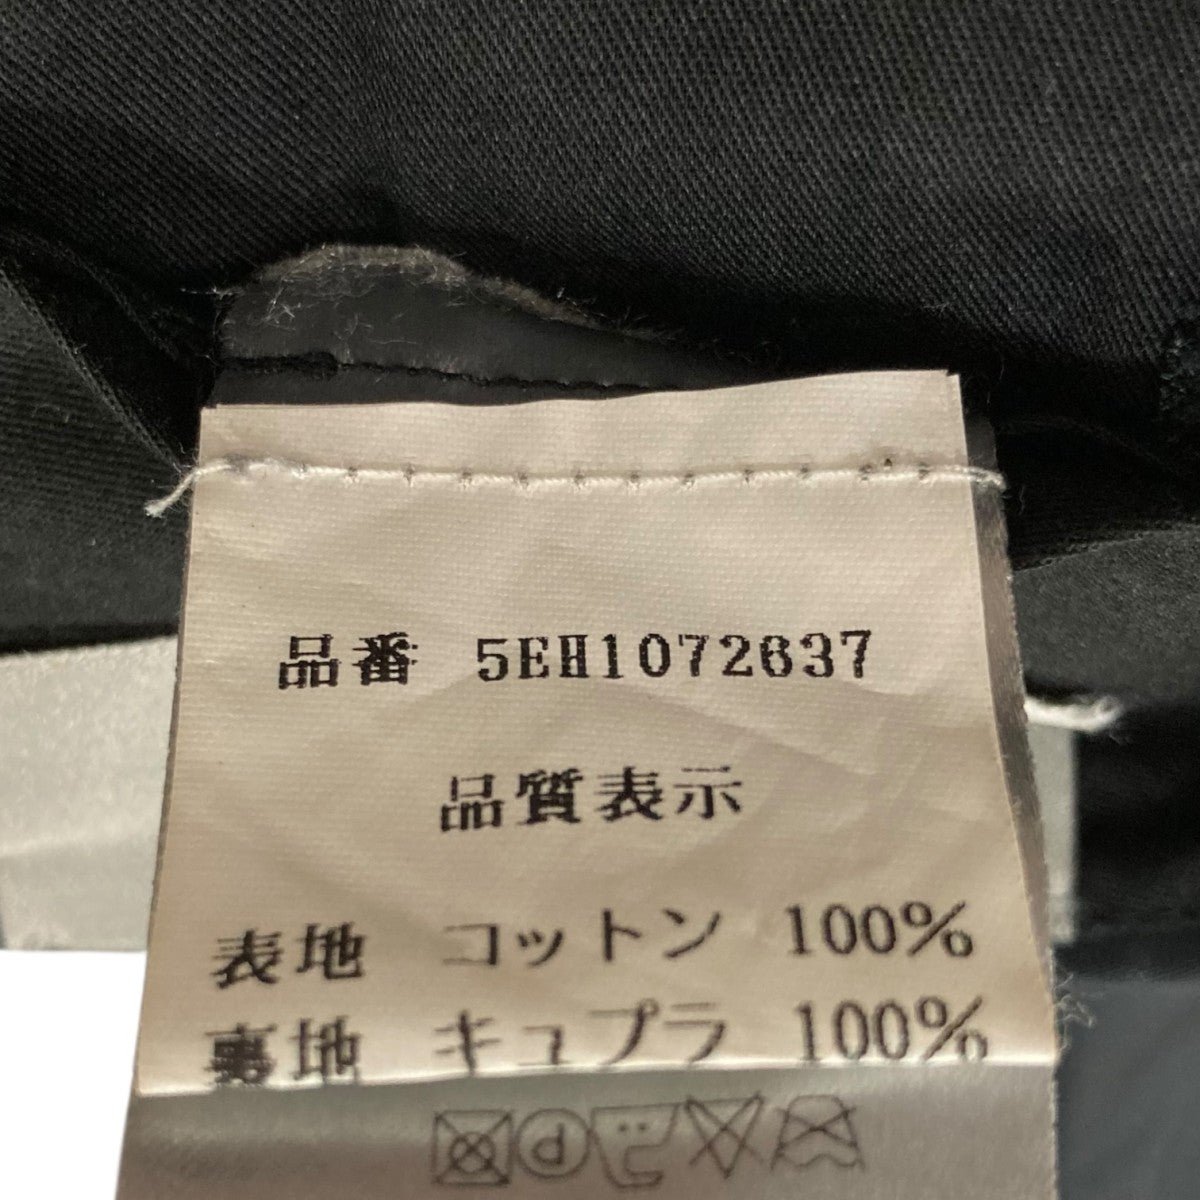 品番 5EH1072637
品質表示
表地 コットン 100%
裏地 キュプラ 100%